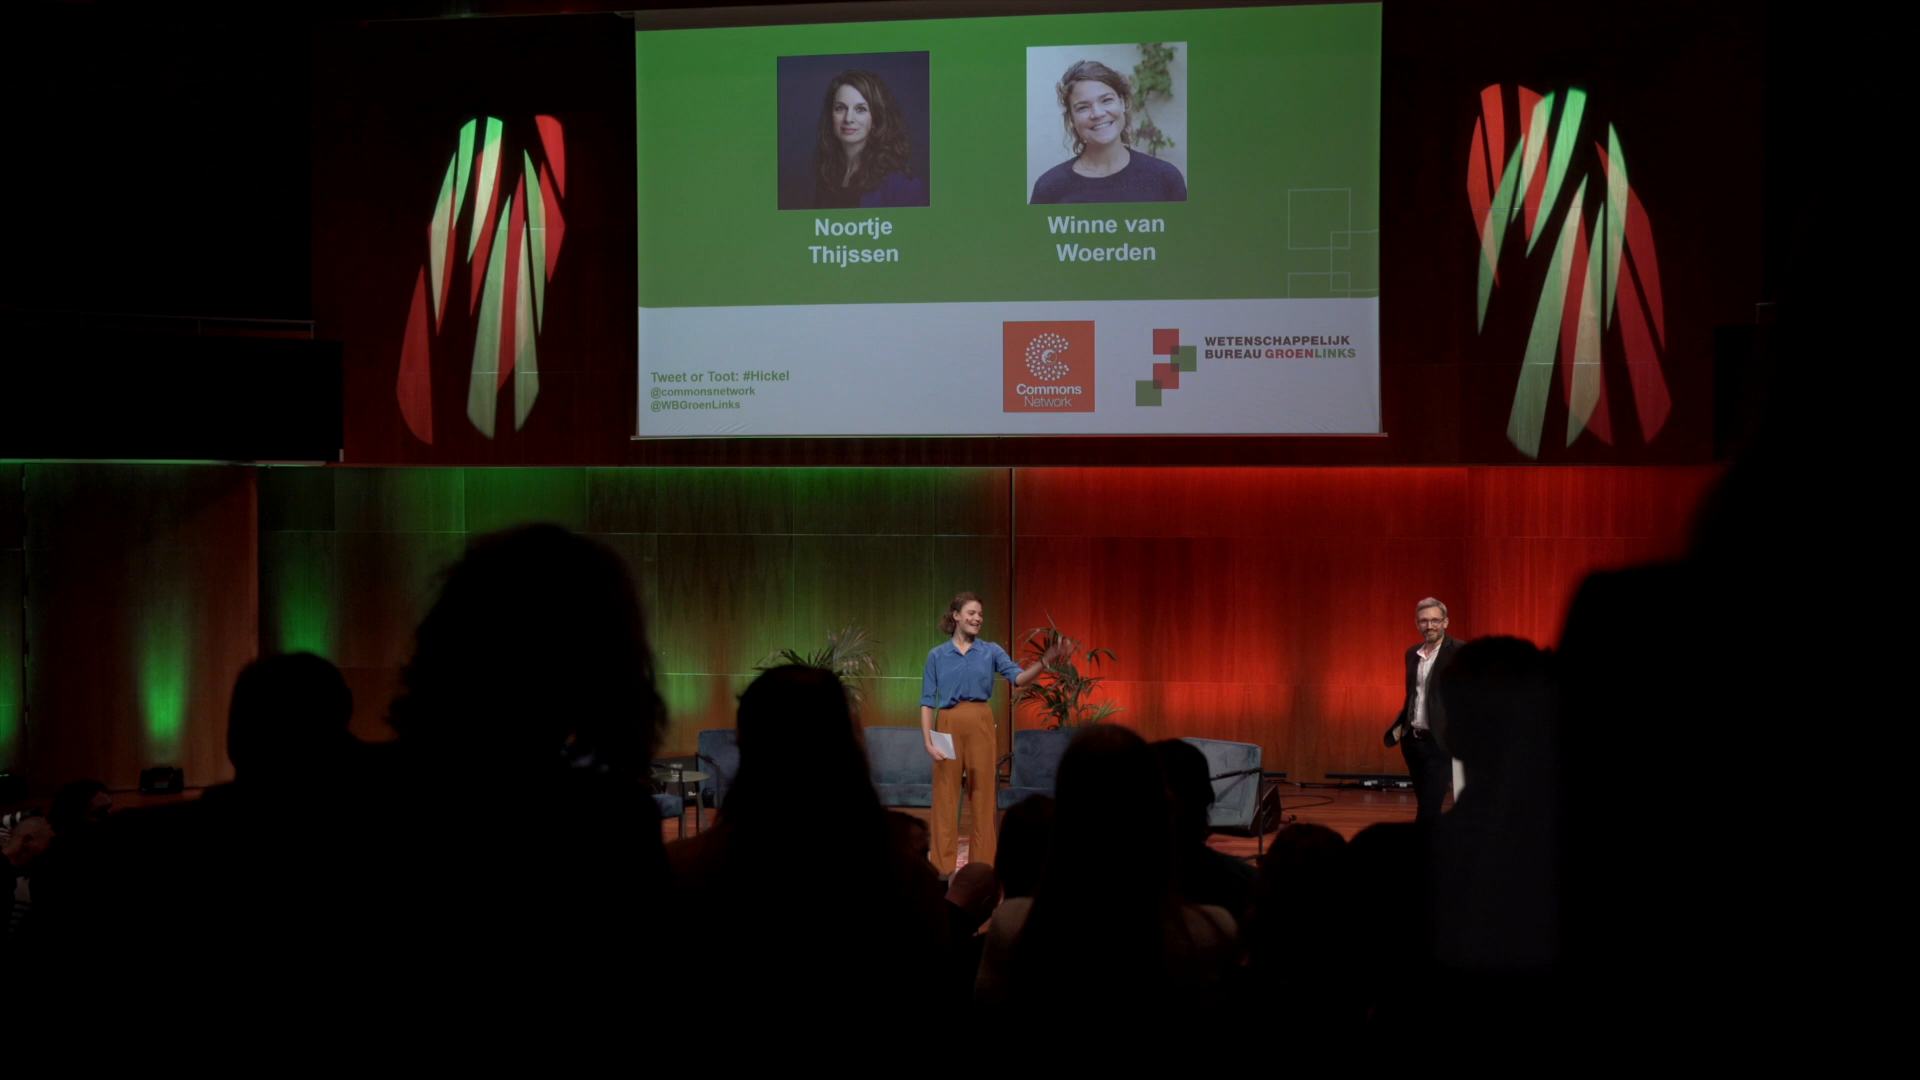 Noortje
Thijssen
Winne van
Woerden
Tweet or Toot: #Hickel
@commonsnetwork
@WBGroenLinks
Commons
Network
WETENSCHAPPELIJK
BUREAU GROENLINKS